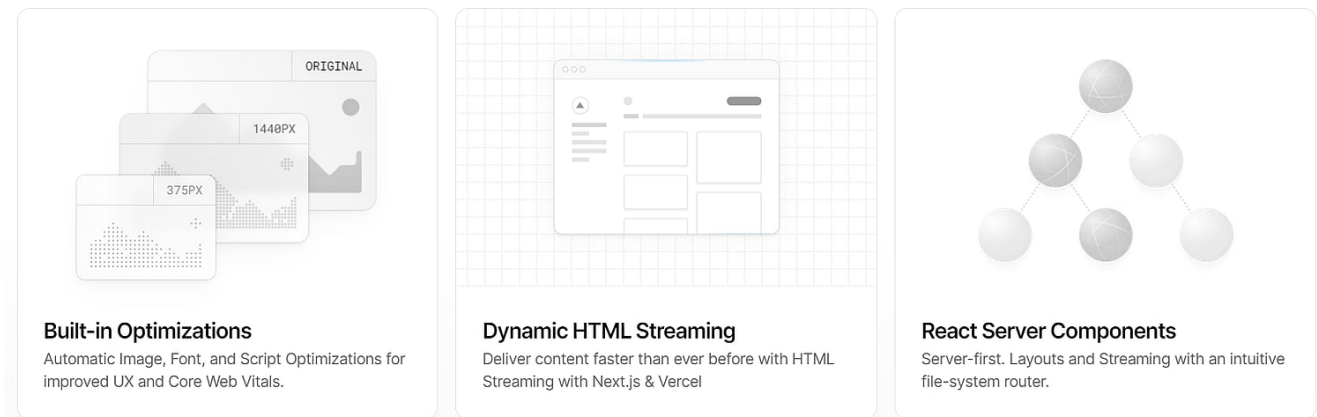 ORIGINAL
1440PX
375PX
Built-in Optimizations
Automatic Image, Font, and Script Optimizations for
improved UX and Core Web Vitals.
Dynamic HTML Streaming
Deliver content faster than ever before with HTML
Streaming with Next.js & Vercel
React Server Components
Server-first. Layouts and Streaming with an intuitive
file-system router.